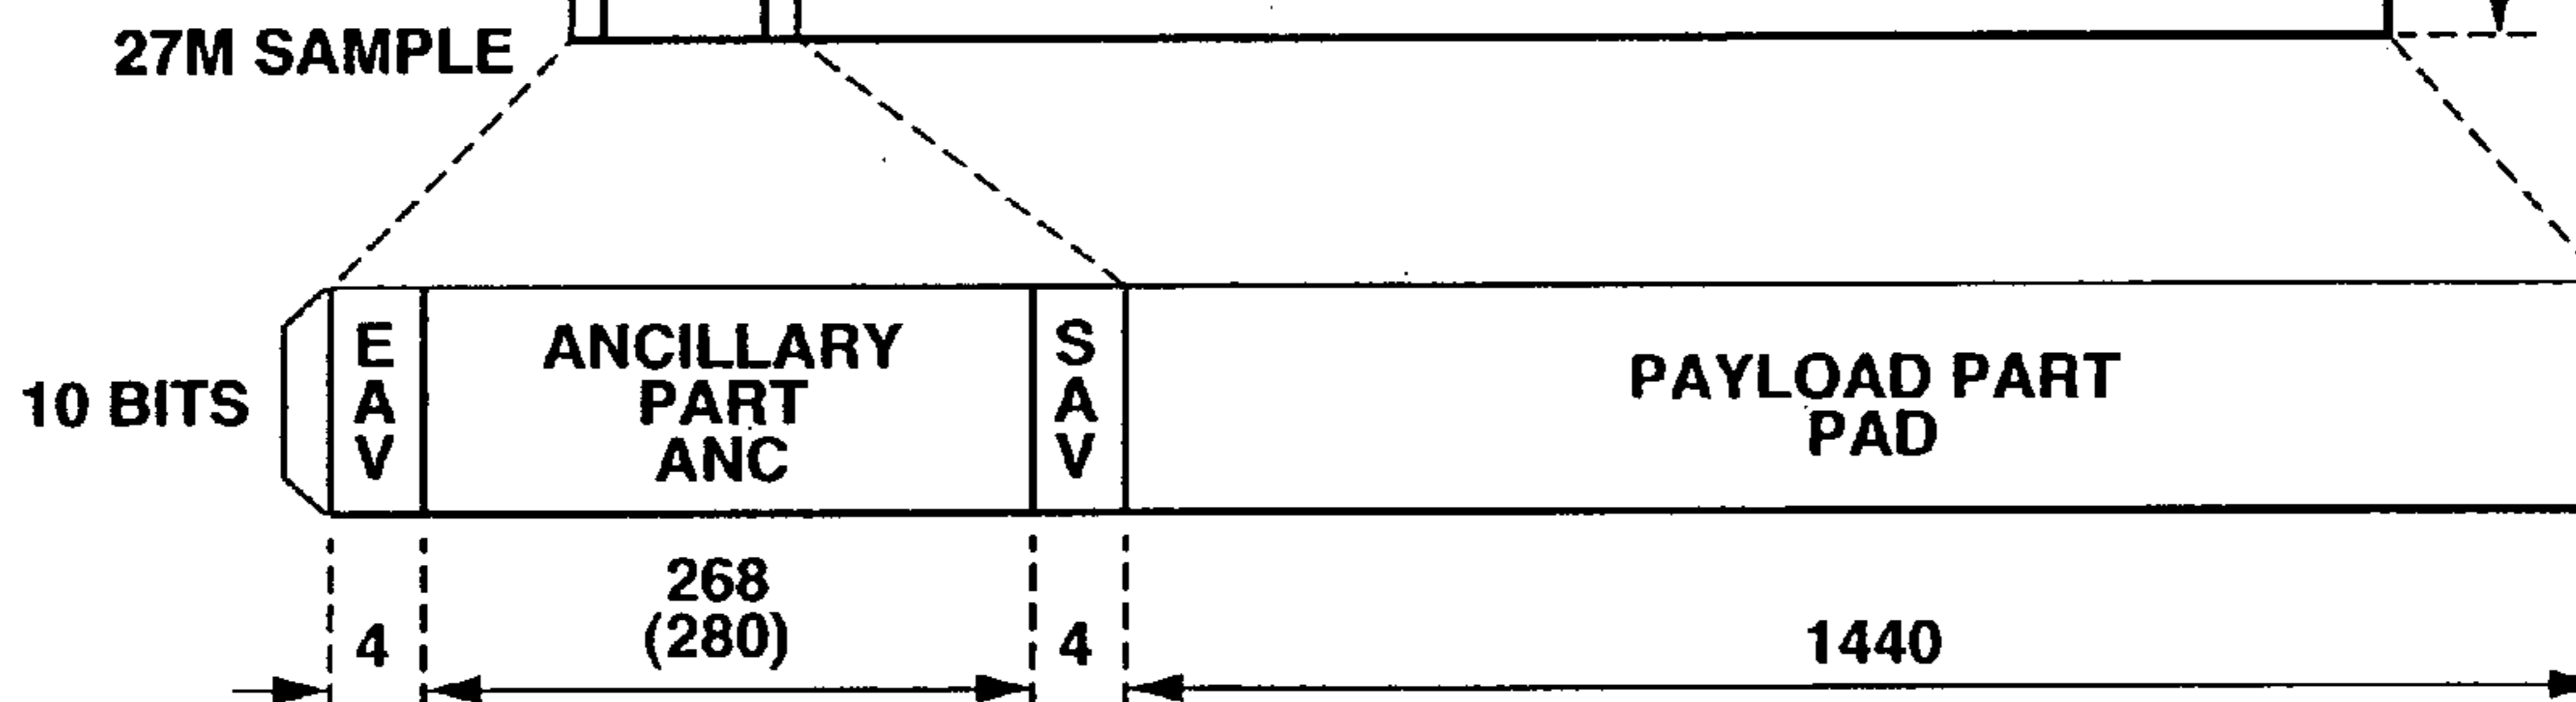 27M SAMPLE
10 BITS
E
A
V
ANCILLARY
PART
ANC
S
A
V
PAYLOAD PART
PAD
4
268
(280)
4
1440